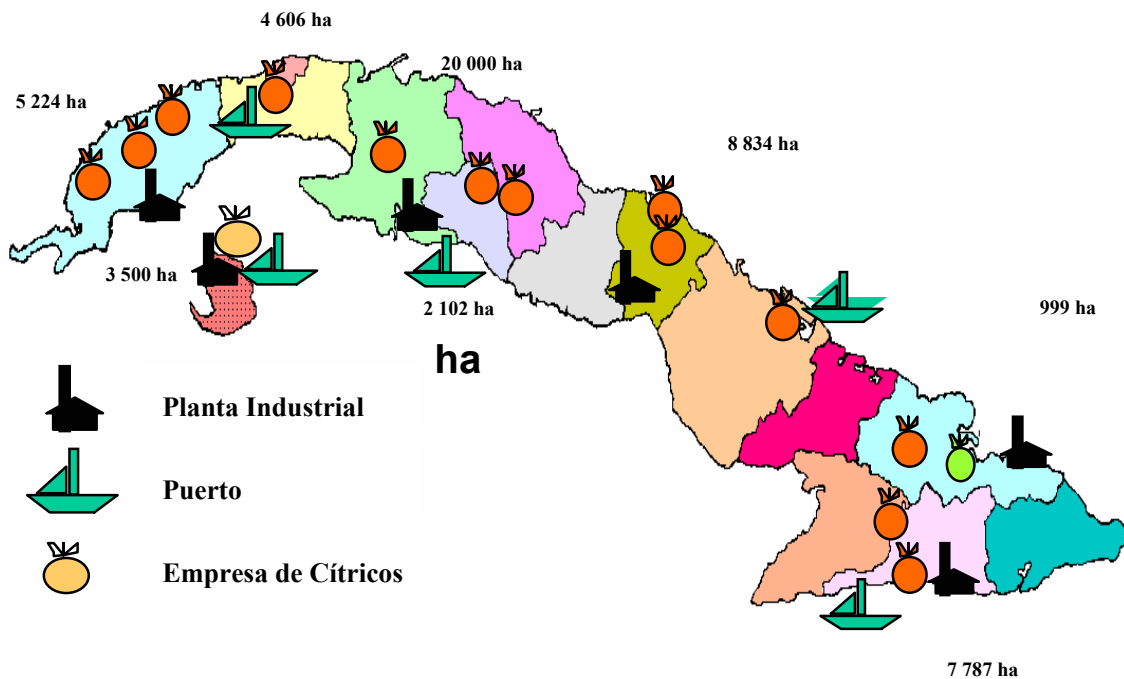 4 606 ha
20 000 ha
5 224 ha
8 834 ha
3 500 ha
2 102 ha
999 ha
ha
Planta Industrial
Puerto
Empresa de Cítricos
7 787 ha